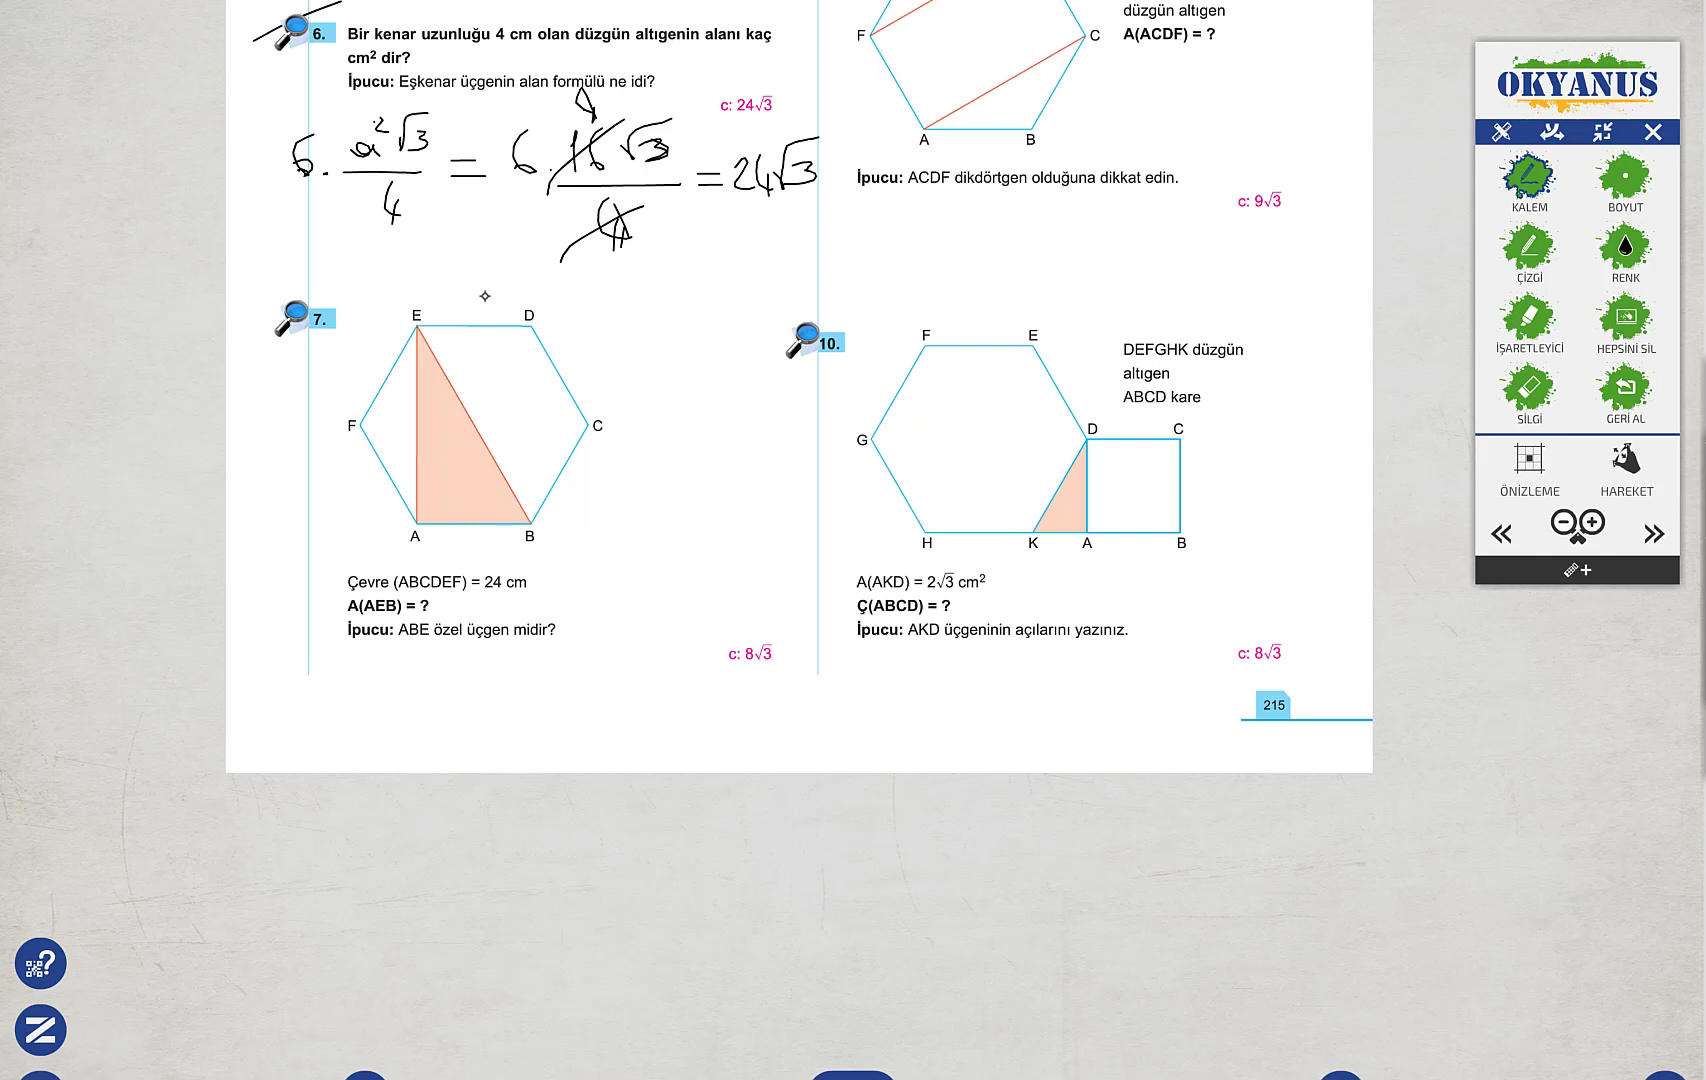 6. Bir kenar uzunluğu 4 cm olan düzgün altıgenin alanı kaç
cm² dir?
İpucu: Eşkenar üçgenin alan formülü ne idi?
c: 24√3
6 · a²√3 / 4 = 6 · 16√3 / 4 = 24√3
4
7.
E D
F C
A B
Çevre (ABCDEF) = 24 cm
A(AEB) = ?
İpucu: ABE özel üçgen midir?
c: 8√3
düzgün altıgen
F C A(ACDF) = ?
A B
İpucu: ACDF dikdörtgen olduğuna dikkat edin.
c: 9√3
10.
F E
DEFGHK düzgün
altıgen
ABCD kare
G D C
H K A B
A(AKD) = 2√3 cm²
Ç(ABCD) = ?
İpucu: AKD üçgeninin açılarını yazınız.
c: 8√3
215
OKYANUS
KALEM BOYUT
ÇİZGİ RENK
İŞARETLEYİCİ HEPSİNİ SİL
SİLGİ GERİ AL
ÖNİZLEME HAREKET